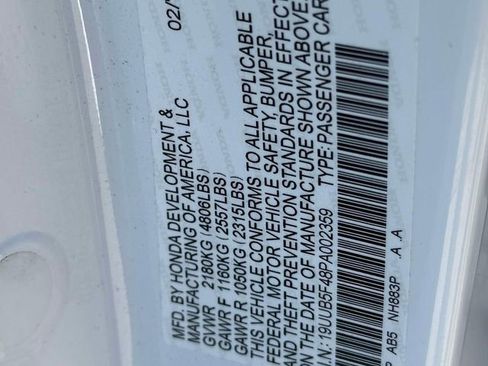 02/
MFD. BY HONDA DEVELOPMENT &
MANUFACTURING OF AMERICA, LLC
GVWR 2180KG (4806LBS)
GAWR F 1160KG (2557LBS)
GAWR R 1050KG (2315LBS)
THIS VEHICLE CONFORMS TO ALL APPLICABLE
FEDERAL MOTOR VEHICLE SAFETY, BUMPER,
AND THEFT PREVENTION STANDARDS IN EFFECT
ON THE DATE OF MANUFACTURE SHOWN ABOVE.
I.N.: 19UUB5F48PA002359 TYPE: PASSENGER CAR
P AB5 NH883P .A .A